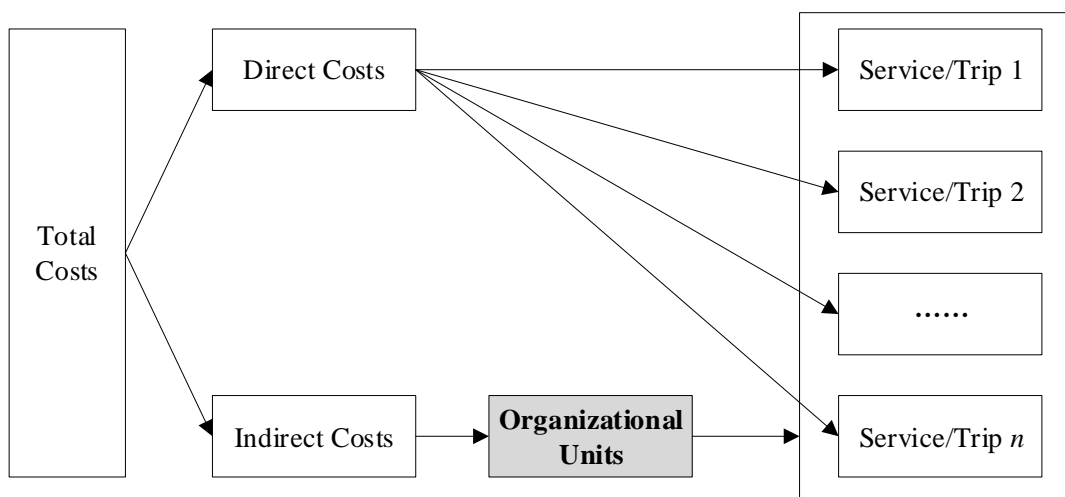 Direct Costs
Service/Trip 1
Service/Trip 2
Total
Costs
......
Indirect Costs
Organizational
Units
Service/Trip n